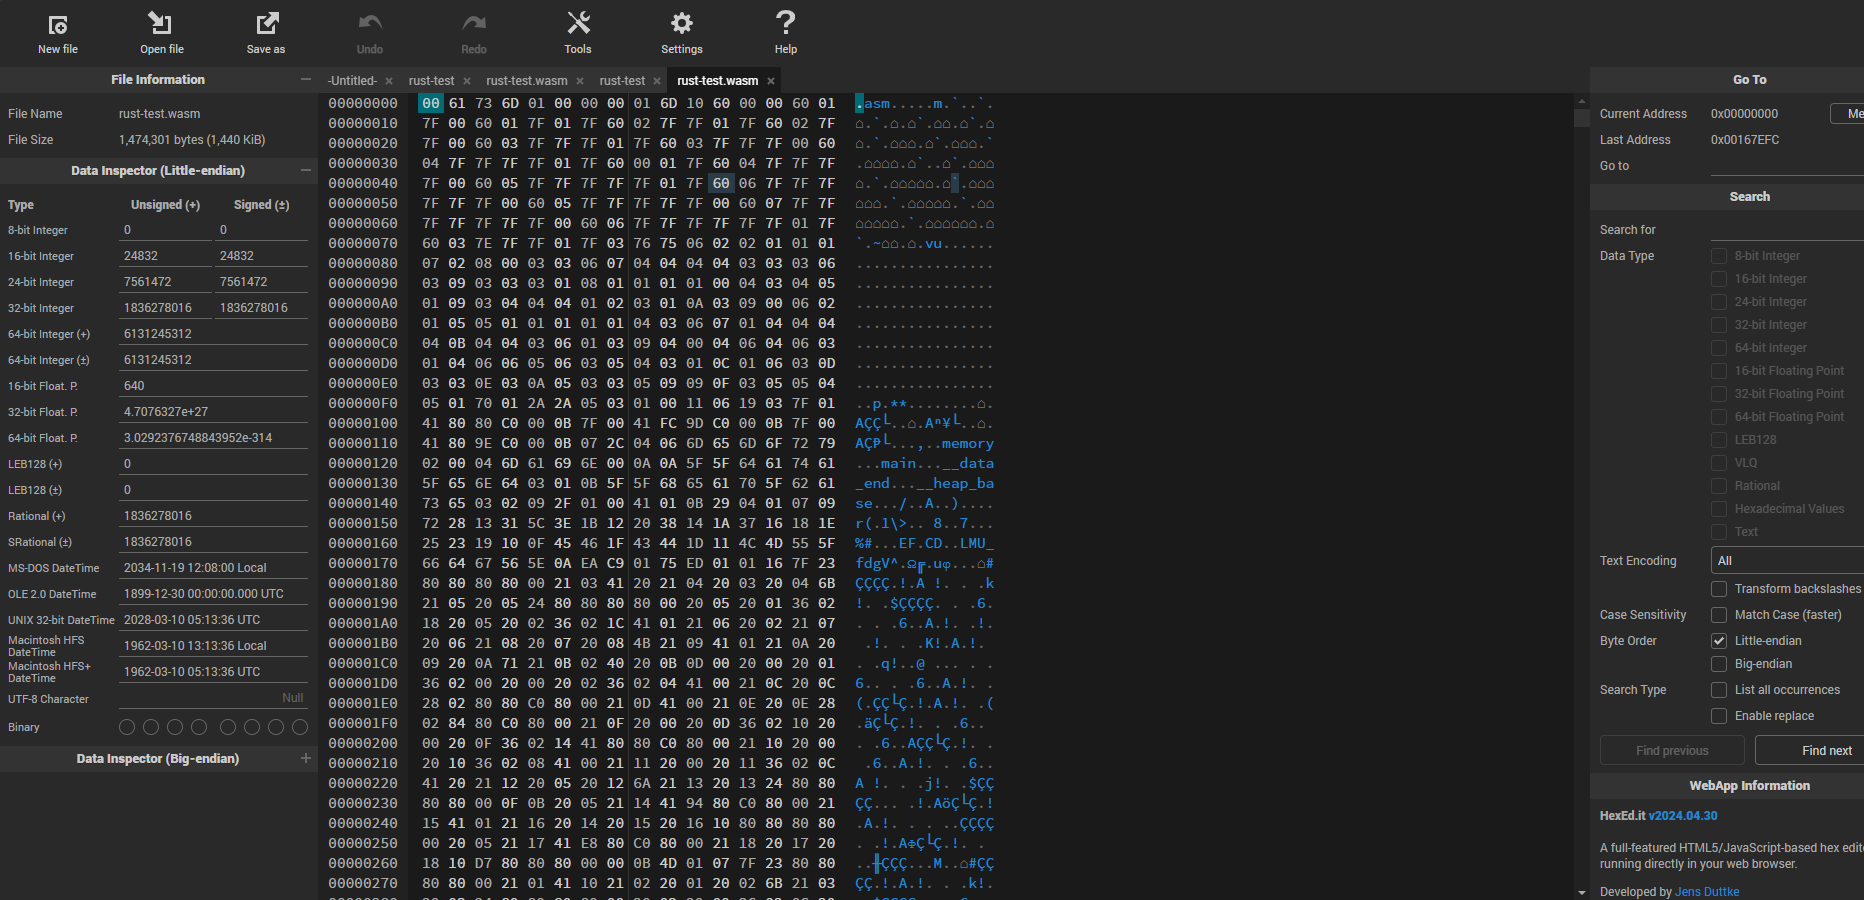 New file Open file Save as Undo Redo Tools Settings Help
File Information
File Name rust-test.wasm
File Size 1,474,301 bytes (1,440 KiB)
Data Inspector (Little-endian)
Type Unsigned (+) Signed (±)
8-bit Integer 0 0
16-bit Integer 24832 24832
24-bit Integer 7561472 7561472
32-bit Integer 1836278016 1836278016
64-bit Integer (+) 6131245312
64-bit Integer (±) 6131245312
16-bit Float. P. 640
32-bit Float. P. 4.7076327e+27
64-bit Float. P. 3.0292376748843952e-314
LEB128 (+) 0
LEB128 (±) 0
Rational (+) 1836278016
SRational (±) 1836278016
MS-DOS DateTime 2034-11-19 12:08:00 Local
OLE 2.0 DateTime 1899-12-30 00:00:00.000 UTC
UNIX 32-bit DateTime 2028-03-10 05:13:36 UTC
Macintosh HFS DateTime 1962-03-10 13:13:36 Local
Macintosh HFS+ DateTime 1962-03-10 05:13:36 UTC
UTF-8 Character Null
Binary
Data Inspector (Big-endian)
-Untitled- rust-test rust-test.wasm rust-test rust-test.wasm
00000000 00 61 73 6D 01 00 00 00 01 6D 10 60 00 00 60 01 .asm.....m.`..`.
00000010 7F 00 60 01 7F 01 7F 60 02 7F 7F 01 7F 60 02 7F ⌂.`.⌂.⌂`.⌂⌂.⌂`.⌂
00000020 7F 00 60 03 7F 7F 7F 01 7F 60 03 7F 7F 7F 00 60 ⌂.`.⌂⌂⌂.⌂`.⌂⌂⌂.`
00000030 04 7F 7F 7F 7F 01 7F 60 00 01 7F 60 04 7F 7F 7F .⌂⌂⌂⌂.⌂`..⌂`.⌂⌂⌂
00000040 7F 00 60 05 7F 7F 7F 7F 7F 01 7F 60 06 7F 7F 7F ⌂.`.⌂⌂⌂⌂⌂.⌂`.⌂⌂⌂
00000050 7F 7F 7F 00 60 05 7F 7F 7F 7F 7F 00 60 07 7F 7F ⌂⌂⌂.`.⌂⌂⌂⌂⌂.`.⌂⌂
00000060 7F 7F 7F 7F 7F 00 60 06 7F 7F 7F 7F 7F 7F 01 7F ⌂⌂⌂⌂⌂.`.⌂⌂⌂⌂⌂⌂.⌂
00000070 60 03 7E 7F 7F 01 7F 03 76 75 06 02 02 01 01 01 `.~⌂⌂.⌂.vu......
00000080 07 02 08 00 03 03 06 07 04 04 04 04 03 03 03 06 ................
00000090 03 09 03 03 03 01 08 01 01 01 01 00 04 03 04 05 ................
000000A0 01 09 03 04 04 04 01 02 03 01 0A 03 09 00 06 02 ................
000000B0 01 05 05 01 01 01 01 01 04 03 06 07 01 04 04 04 ................
000000C0 04 0B 04 04 03 06 01 03 09 04 00 04 06 04 06 03 ................
000000D0 01 04 06 06 05 06 03 05 04 03 01 0C 01 06 03 0D ................
000000E0 03 03 0E 03 0A 05 03 03 05 09 09 0F 03 05 05 04 ................
000000F0 05 01 70 01 2A 2A 05 03 01 00 11 06 19 03 7F 01 ..p.**........⌂.
00000100 41 80 80 C0 00 0B 7F 00 41 FC 9D C0 00 0B 7F 00 AÇÇ└..⌂.Aⁿ¥└..⌂.
00000110 41 80 9E C0 00 0B 07 2C 04 06 6D 65 6D 6F 72 79 AÇ₧└...,..memory
00000120 02 00 04 6D 61 69 6E 00 0A 0A 5F 5F 64 61 74 61 ...main...__data
00000130 5F 65 6E 64 03 01 0B 5F 5F 68 65 61 70 5F 62 61 _end...__heap_ba
00000140 73 65 03 02 09 2F 01 00 41 01 0B 29 04 01 07 09 se.../..A..)....
00000150 72 28 13 31 5C 3E 1B 12 20 38 14 1A 37 16 18 1E r(.1\>.. 8..7...
00000160 25 23 19 10 0F 45 46 1F 43 44 1D 11 4C 4D 55 5F %#...EF.CD..LMU_
00000170 66 64 67 56 5E 0A EA C9 01 75 ED 01 01 16 7F 23 fdgV^.Ω╔.uφ...⌂#
00000180 80 80 80 80 00 21 03 41 20 21 04 20 03 20 04 6B ÇÇÇÇ.!.A !. . .k
00000190 21 05 20 05 24 80 80 80 80 00 20 05 20 01 36 02 !. .$ÇÇÇÇ. . .6.
000001A0 18 20 05 20 02 36 02 1C 41 01 21 06 20 02 21 07 . . .6..A.!. .!.
000001B0 20 06 21 08 20 07 20 08 4B 21 09 41 01 21 0A 20  .!. . .K!.A.!. 
000001C0 09 20 0A 71 21 0B 02 40 20 0B 0D 00 20 00 20 01 . .q!..@ ... . .
000001D0 36 02 00 20 00 20 02 36 02 04 41 00 21 0C 20 0C 6.. . .6..A.!. .
000001E0 28 02 80 80 C0 80 00 21 0D 41 00 21 0E 20 0E 28 (.ÇÇ└Ç.!.A.!. .(
000001F0 02 84 80 C0 80 00 21 0F 20 00 20 0D 36 02 10 20 .äÇ└Ç.!. . .6.. 
00000200 00 20 0F 36 02 14 41 80 80 C0 80 00 21 10 20 00 . .6..AÇÇ└Ç.!. .
00000210 20 10 36 02 08 41 00 21 11 20 00 20 11 36 02 0C  .6..A.!. . .6..
00000220 41 20 21 12 20 05 20 12 6A 21 13 20 13 24 80 80 A !. . .j!. .$ÇÇ
00000230 80 80 00 0F 0B 20 05 21 14 41 94 80 C0 80 00 21 ÇÇ... .!.AöÇ└Ç.!
00000240 15 41 01 21 16 20 14 20 15 20 16 10 80 80 80 80 .A.!. . . ..ÇÇÇÇ
00000250 00 20 05 21 17 41 E8 80 C0 80 00 21 18 20 17 20 . .!.AΦÇ└Ç.!. . 
00000260 18 10 D7 80 80 80 00 00 0B 4D 01 07 7F 23 80 80 ..╫ÇÇÇ...M..⌂#ÇÇ
00000270 80 80 00 21 01 41 10 21 02 20 01 20 02 6B 21 03 ÇÇ.!.A.!. . .k!.
Go To
Current Address 0x00000000
Last Address 0x00167EFC
Go to
Search
Search for
Data Type 8-bit Integer
16-bit Integer
24-bit Integer
32-bit Integer
64-bit Integer
16-bit Floating Point
32-bit Floating Point
64-bit Floating Point
LEB128
VLQ
Rational
Hexadecimal Values
Text
Text Encoding All
Transform backslashes
Case Sensitivity Match Case (faster)
Byte Order Little-endian
Big-endian
Search Type List all occurrences
Enable replace
Find previous Find next
WebApp Information
HexEd.it v2024.04.30
A full-featured HTML5/JavaScript-based hex edit
running directly in your web browser.
Developed by Jens Duttke